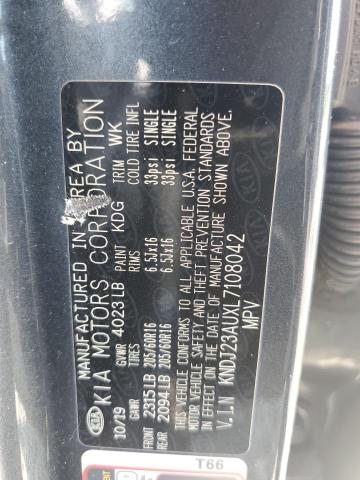 MANUFACTURED IN KOREA BY
KIA KIA MOTORS CORPORATION
10/19 GVWR 4023LB PAINT KDG TRIM WK
TIRES RIMS COLD TIRE INFL
FRONT 2315LB 205/60R16 6.5Jx16 33psi SINGLE
REAR 2094LB 205/60R16 6.5Jx16 33psi SINGLE
THIS VEHICLE CONFORMS TO ALL APPLICABLE U.S.A. FEDERAL
MOTOR VEHICLE SAFETY AND THEFT PREVENTION STANDARDS
IN EFFECT ON THE DATE OF MANUFACTURE SHOWN ABOVE.
V.I.N KNDJ23AUXL7108042
MPV
T66